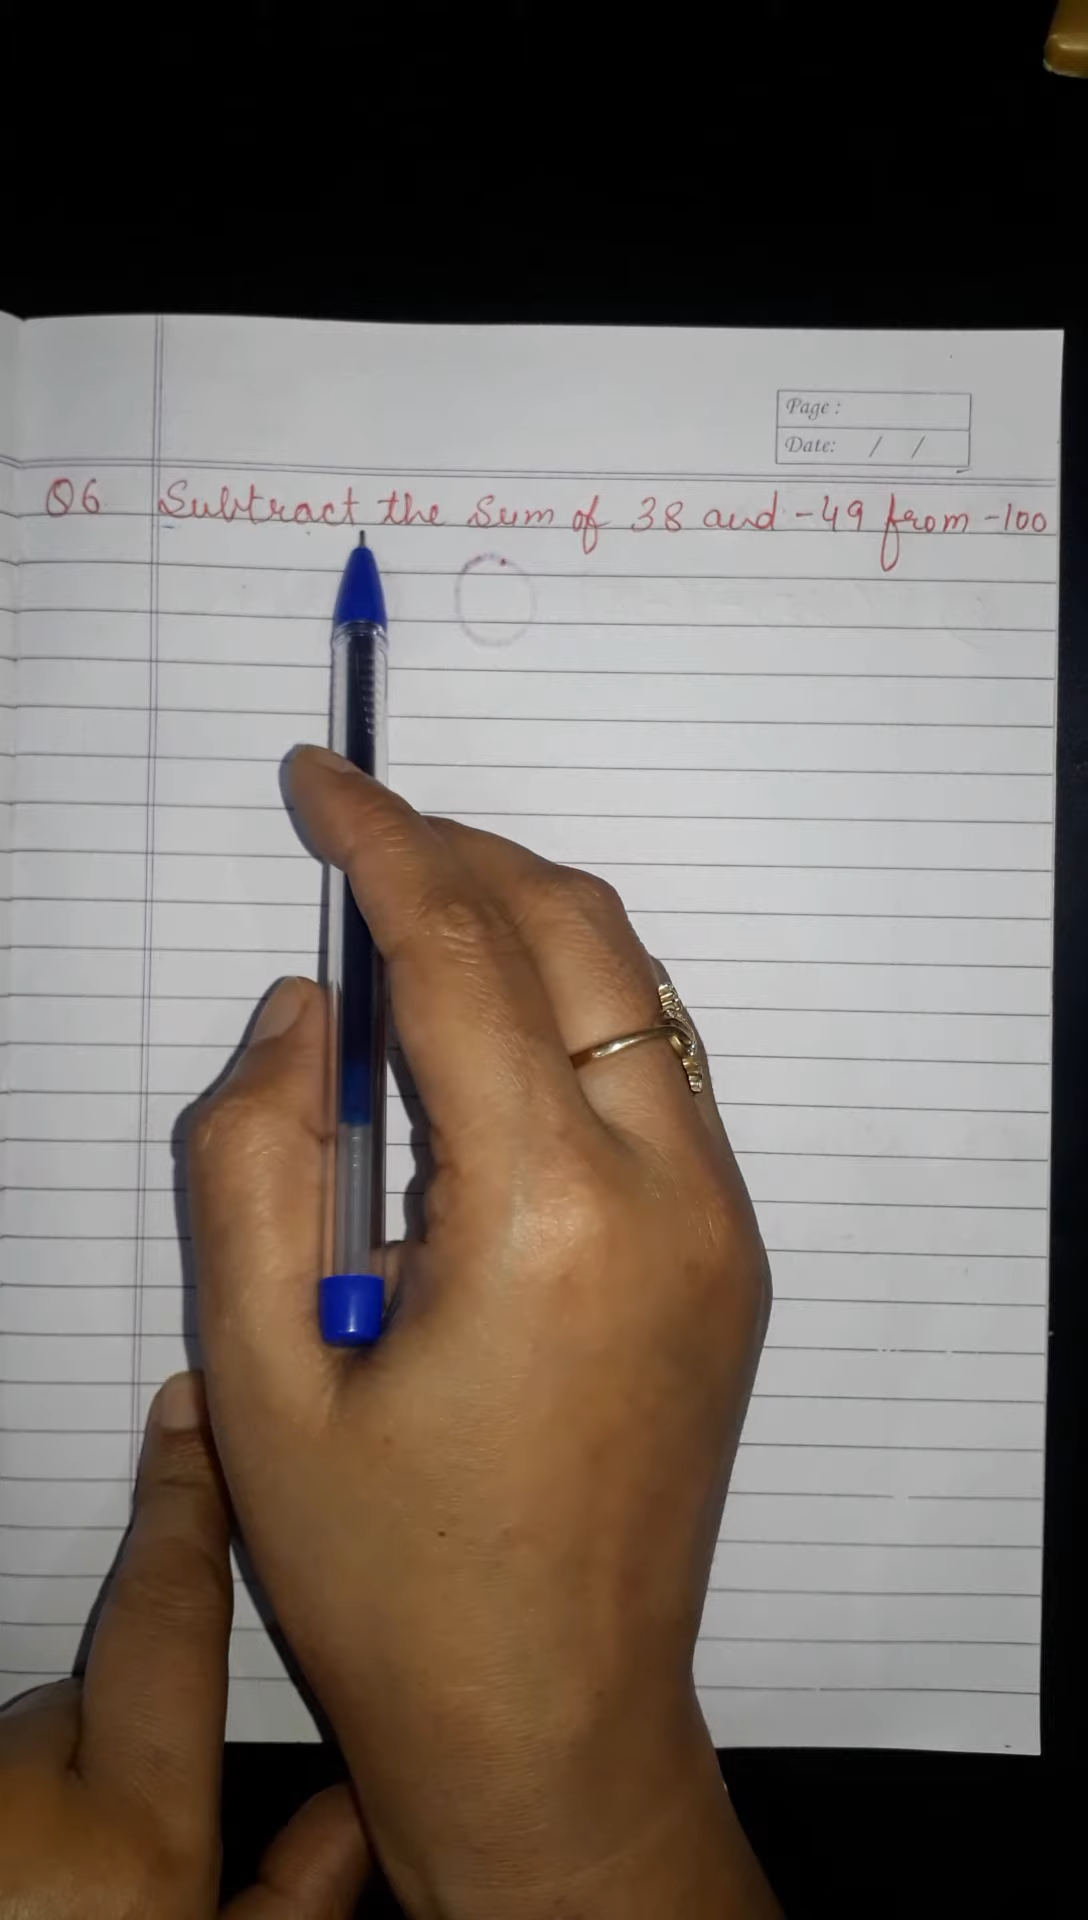 Page :
Date: / /
Q6 Subtract the Sum of 38 and -49 from -100